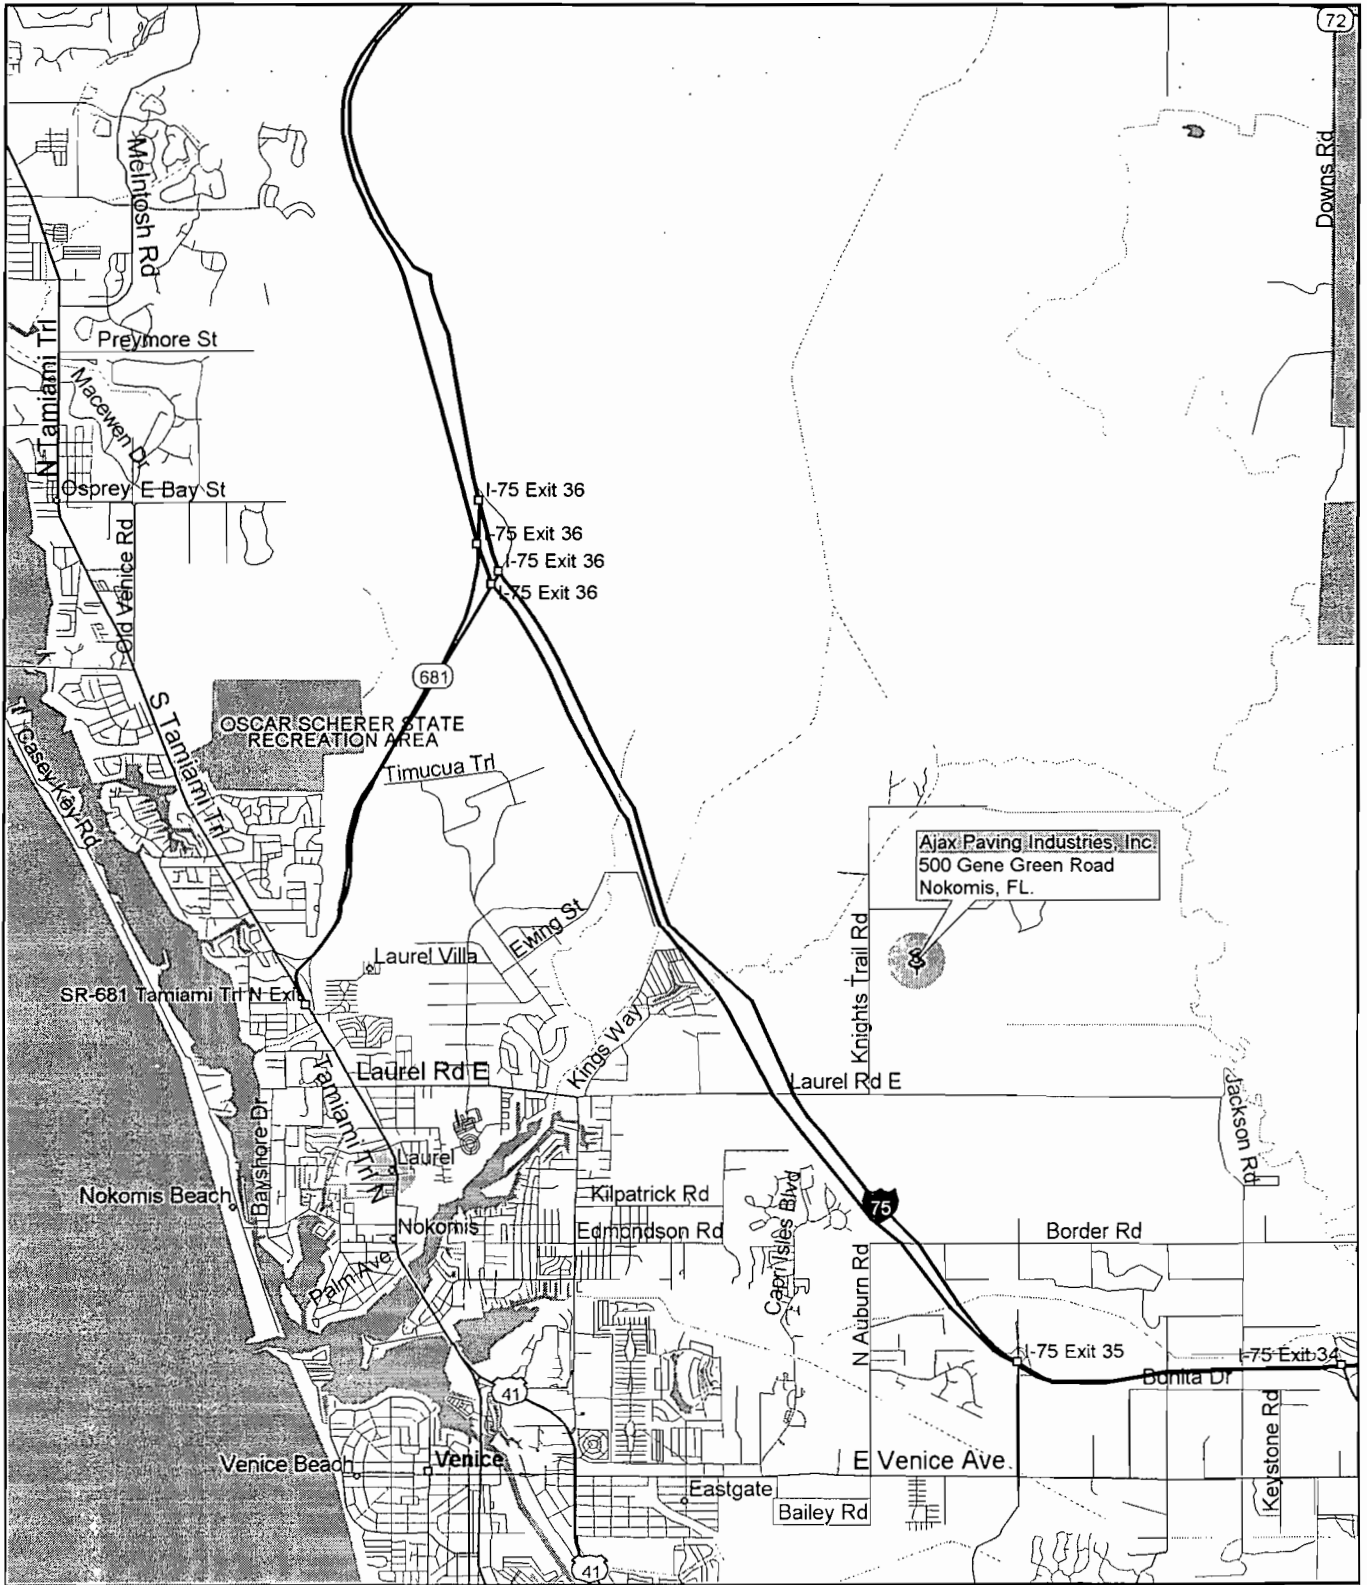 72
McIntosh Rd
Downs Rd
N Tamiami Trl
Preymore St
Macewen Dr
Osprey
E Bay St
I-75 Exit 36
I-75 Exit 36
I-75 Exit 36
I-75 Exit 36
Old Venice Rd
681
S Tamiami Trl
OSCAR SCHERER STATE
RECREATION AREA
Casey Key Rd
Timucua Trl
Ajax Paving Industries, Inc.
500 Gene Green Road
Nokomis, FL.
Ewing St
Knights Trail Rd
Laurel Villa
SR-681 Tamiami Trl N Exit
Kings Way
Laurel Rd E
Laurel Rd E
Tamiami Trl N
Jackson Rd
Bayshore Dr
Laurel
Nokomis Beach
Kilpatrick Rd
Capri Isles Blvd
75
Nokomis
Edmondson Rd
Border Rd
Palm Ave
N Auburn Rd
I-75 Exit 35
I-75 Exit 34
Bonita Dr
41
Keystone Rd
Venice Beach
Venice
E Venice Ave
Eastgate
Bailey Rd
41